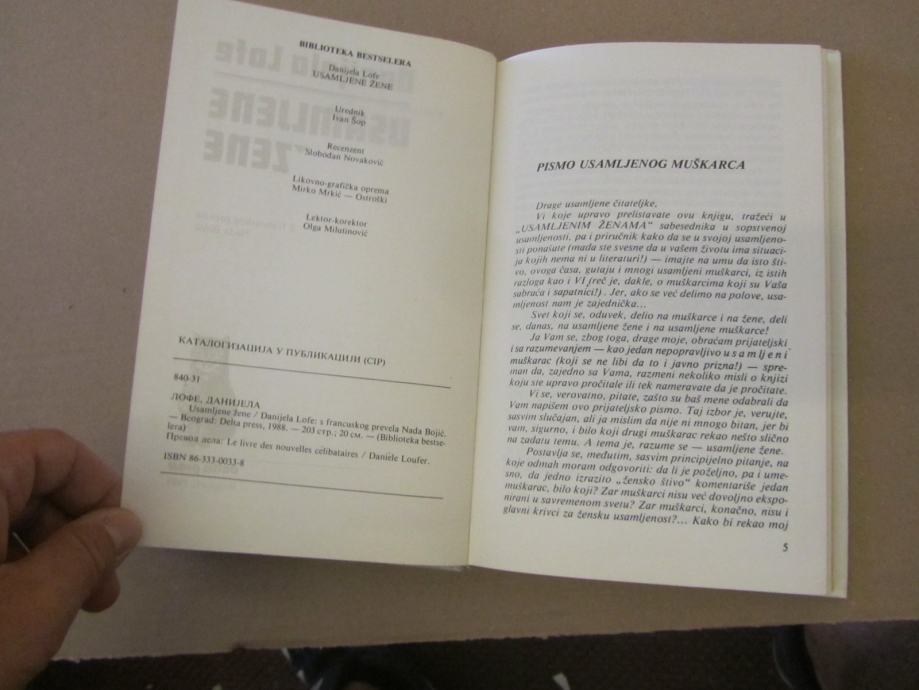 BIBLIOTEKA BESTSELERA
Danijela Lofe
USAMLJENE ŽENE
Urednik
Ivan Šop
Recenzent
Slobodan Novaković
Likovno-grafička oprema
Mirko Mrkić — Ostroški
Lektor-korektor
Olga Milutinović
КАТАЛОГИЗАЦИЈА У ПУБЛИКАЦИЈИ (CIP)
840-31
ЛОФЕ, ДАНИЈЕЛА
Usamljene žene / Danijela Lofe; s francuskog prevela Nada Bojić.
— Beograd: Delta press, 1988. — 203 стр.; 20 cm. — (Biblioteka bestse-
lera)
Превод дела: Le livre des nouvelles celibataires / Daniele Loufer.
ISBN 86-333-0033-8
PISMO USAMLJENOG MUŠKARCA
Drage usamljene čitateljke,
Vi koje upravo prelistavate ovu knjigu, tražeći u
„USAMLJENIM ŽENAMA“ sabesednika u sopstvenoj
usamljenosti, pa i priručnik kako da se u svojoj usamljeno-
sti ponašate (mada ste svesne da u vašem životu ima situaci-
ja kojih nema ni u literaturi!) — imajte na umu da isto šti-
vo, ovoga časa, gutaju i mnogi usamljeni muškarci, iz istih
razloga kao i VI (reč je, dakle, o muškarcima koji su Vaša
sabraća i sapatnici!). Jer, ako se već delimo na polove, usa-
mljenost nam je zajednička...
Svet koji se, oduvek, delio na muškarce i na žene, deli
se, danas, na usamljene žene i na usamljene muškarce!
Ja Vam se, zbog toga, drage moje, obraćam prijateljski
i sa razumevanjem — kao jedan nepopravljivo usamljeni
muškarac (koji se ne libi da to i javno prizna!) — spre-
man da, zajedno sa Vama, razmeni nekoliko misli o knjizi
koju ste upravo pročitale ili tek nameravate da je pročitate.
Vi se, verovatno, pitate, zašto su baš mene odabrali da
Vam napišem ovo prijateljsko pismo. Taj izbor je, verujte,
sasvim slučajan, ali ja mislim da nije ni mnogo bitan, jer bi
vam, sigurno, i bilo koji drugi muškarac rekao nešto slično
na zadatu temu. A tema je, razume se — usamljene žene.
Postavlja se, međutim, sasvim principijelno pitanje, na
koje odmah moram odgovoriti: da li je poželjno, pa i ume-
sno, da jedno izrazito „žensko štivo“ komentariše jedan
muškarac, bilo koji? Zar muškarci nisu već dovoljno ekspo-
nirani u savremenom svetu? Zar muškarci, konačno, nisu i
glavni krivci za žensku usamljenost?... Kako bi rekao moj
5